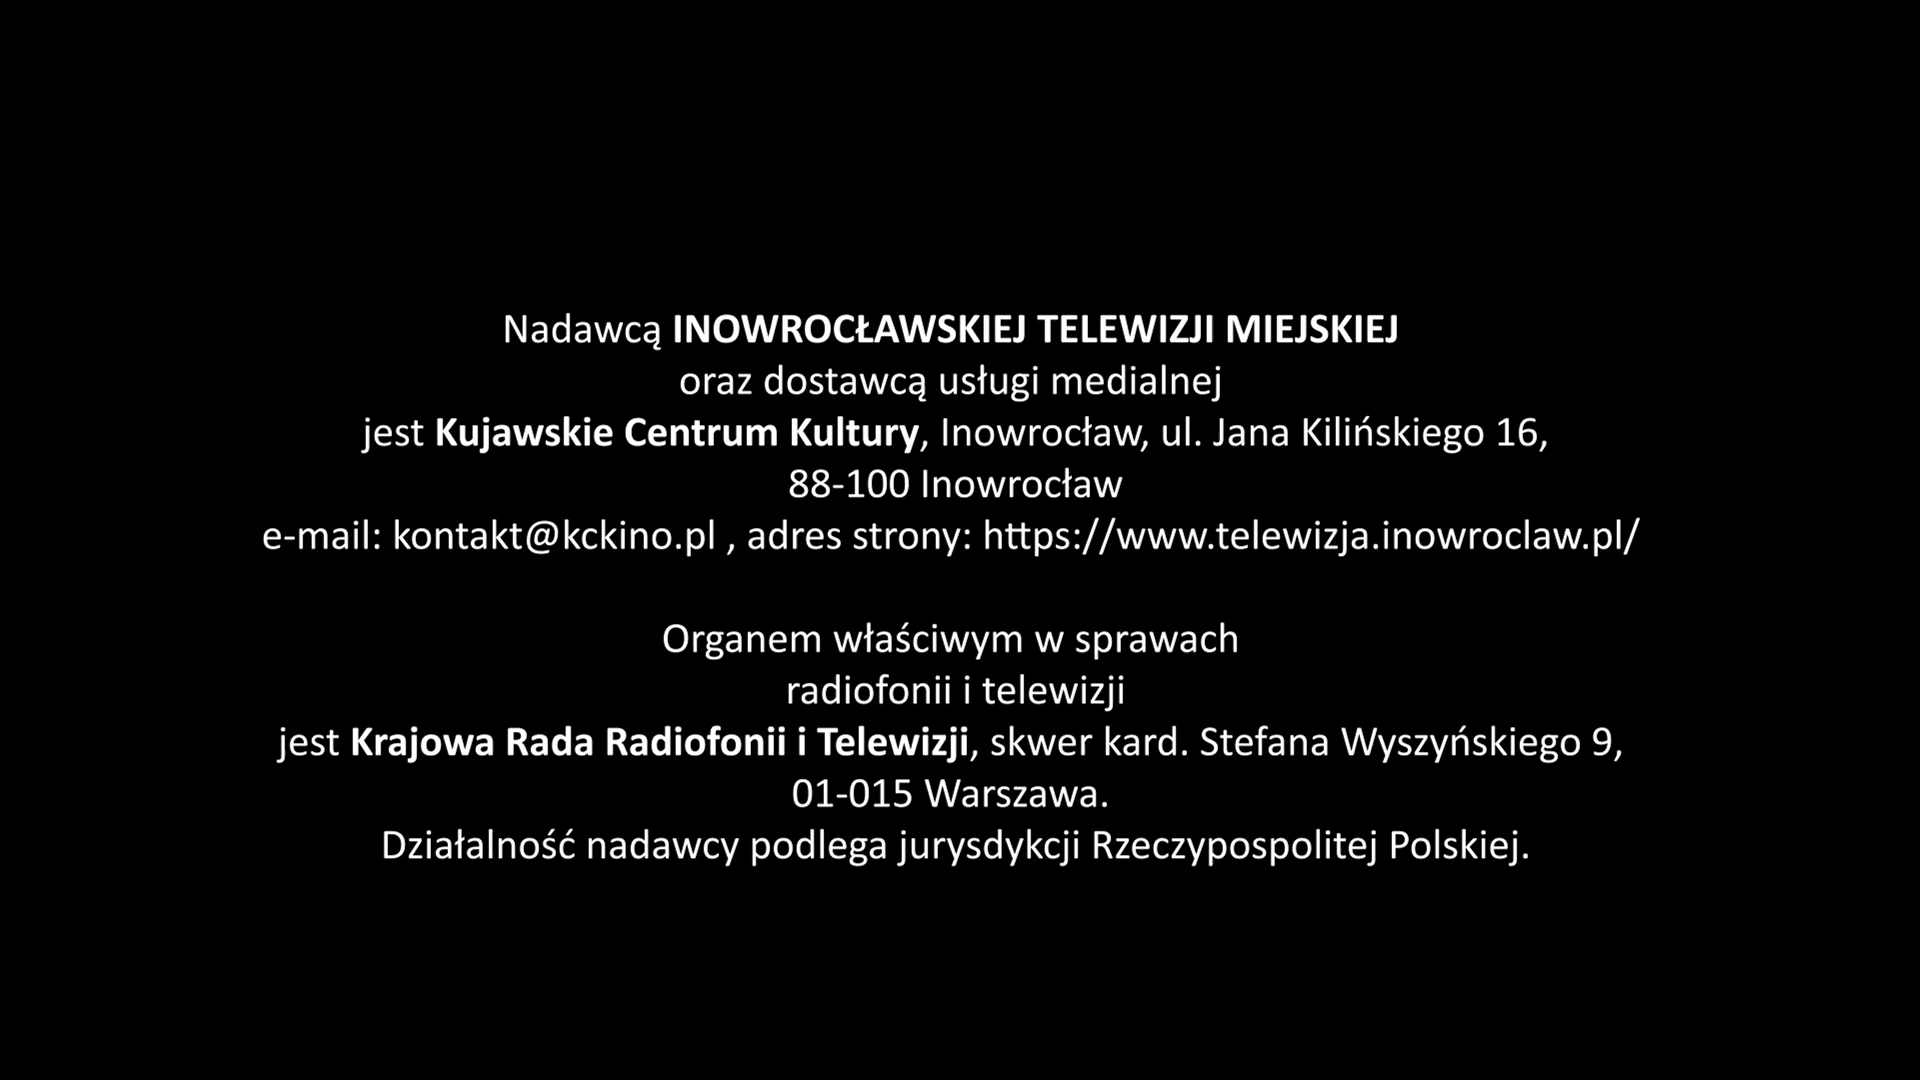 Nadawcą INOWROCŁAWSKIEJ TELEWIZJI MIEJSKIEJ
oraz dostawcą usługi medialnej
jest Kujawskie Centrum Kultury, Inowrocław, ul. Jana Kilińskiego 16,
88-100 Inowrocław
e-mail: kontakt@kckino.pl , adres strony: https://www.telewizja.inowroclaw.pl/
Organem właściwym w sprawach
radiofonii i telewizji
jest Krajowa Rada Radiofonii i Telewizji, skwer kard. Stefana Wyszyńskiego 9,
01-015 Warszawa.
Działalność nadawcy podlega jurysdykcji Rzeczypospolitej Polskiej.